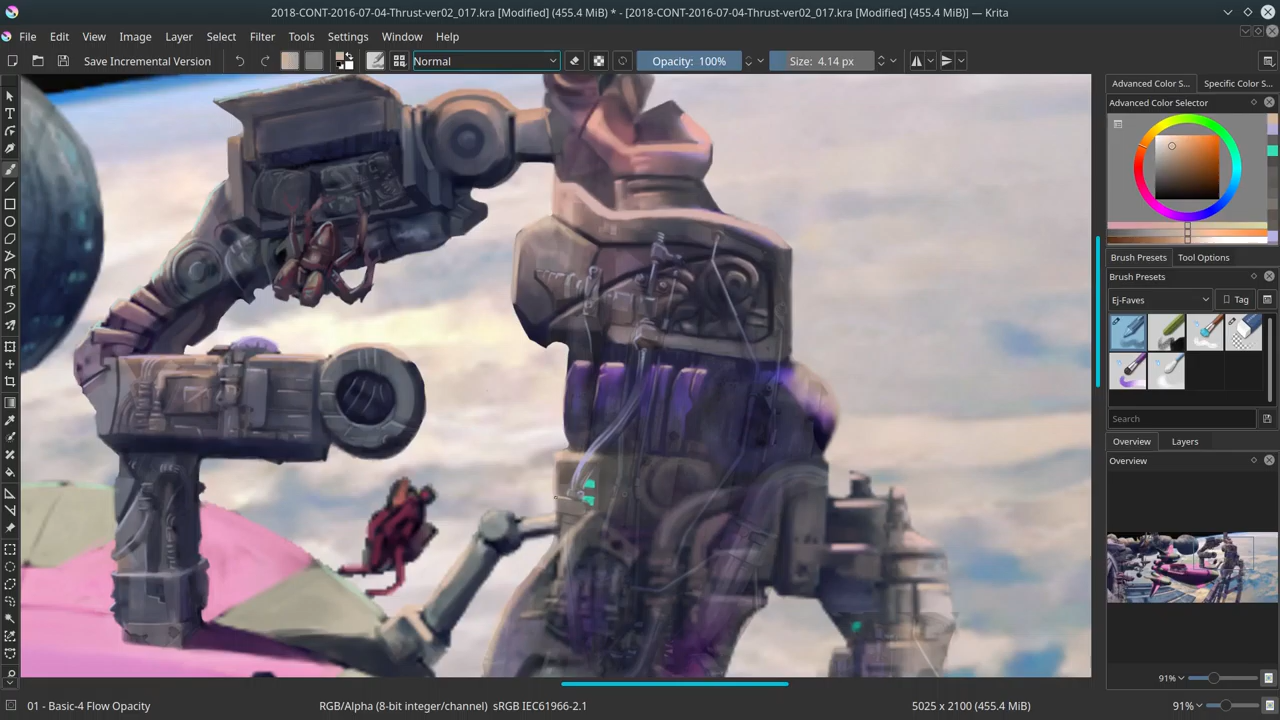 2018-CONT-2016-07-04-Thrust-ver02_017.kra [Modified] (455.4 MiB) * - [2018-CONT-2016-07-04-Thrust-ver02_017.kra [Modified] (455.4 MiB)] — Krita
File Edit View Image Layer Select Filter Tools Settings Window Help
Save Incremental Version Normal Opacity: 100% Size: 4.14 px
Advanced Color S... Specific Color S...
Advanced Color Selector
Brush Presets Tool Options
Brush Presets
Ej-Faves Tag
Search
Overview Layers
Overview
91%
01 - Basic-4 Flow Opacity RGB/Alpha (8-bit integer/channel) sRGB IEC61966-2.1 5025 x 2100 (455.4 MiB) 91%